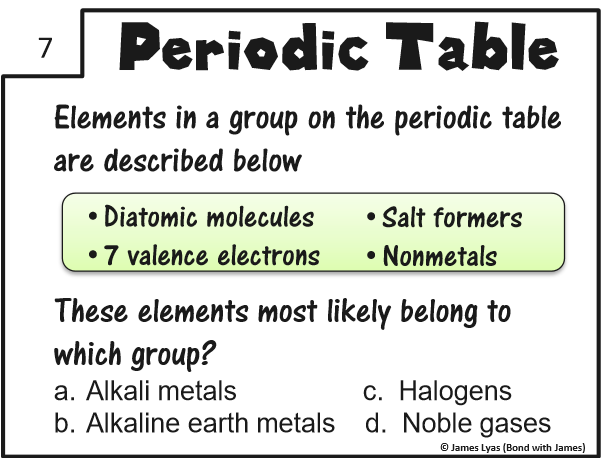 7
Periodic Table
Elements in a group on the periodic table
are described below
• Diatomic molecules • Salt formers
• 7 valence electrons • Nonmetals
These elements most likely belong to
which group?
a. Alkali metals c. Halogens
b. Alkaline earth metals d. Noble gases
© James Lyas (Bond with James)